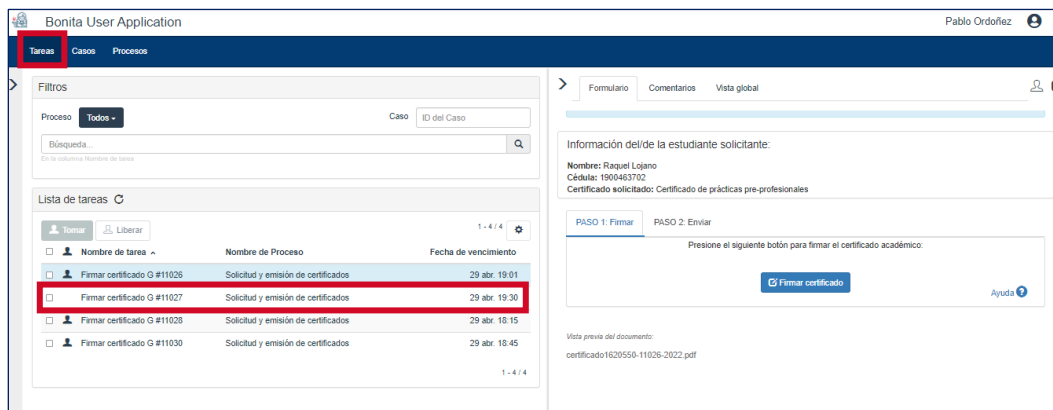 Bonita User Application
Pablo Ordoñez
Tareas Casos Procesos
Filtros
Proceso Todos
Caso ID del Caso
Búsqueda...
En la columna Nombre de tarea
Lista de tareas
Tomar Liberar
1 - 4 / 4
Nombre de tarea Nombre de Proceso Fecha de vencimiento
Firmar certificado G #11026 Solicitud y emisión de certificados 29 abr. 19:01
Firmar certificado G #11027 Solicitud y emisión de certificados 29 abr. 19:30
Firmar certificado G #11028 Solicitud y emisión de certificados 29 abr. 18:15
Firmar certificado G #11030 Solicitud y emisión de certificados 29 abr. 18:45
1 - 4 / 4
Formulario Comentarios Vista global
Información del/de la estudiante solicitante:
Nombre: Raquel Lojano
Cédula: 1900463702
Certificado solicitado: Certificado de prácticas pre-profesionales
PASO 1: Firmar PASO 2: Enviar
Presione el siguiente botón para firmar el certificado académico:
Firmar certificado
Ayuda ?
Vista previa del documento:
certificado1620550-11026-2022.pdf